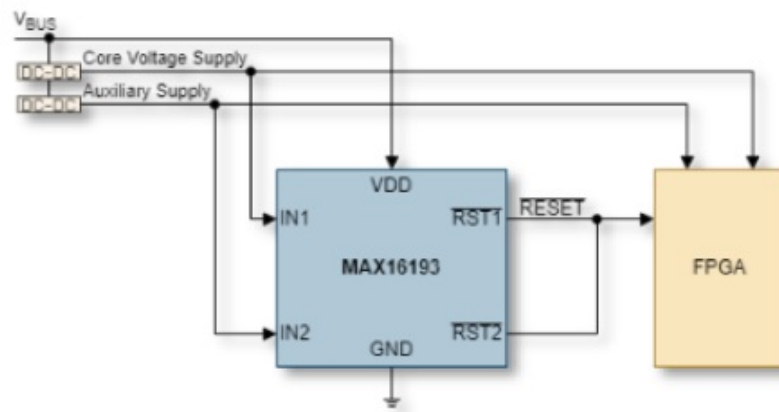 VBUS
DC-DC
Core Voltage Supply
DC-DC
Auxiliary Supply
VDD
IN1
RST1
RESET
MAX16193
FPGA
IN2
RST2
GND